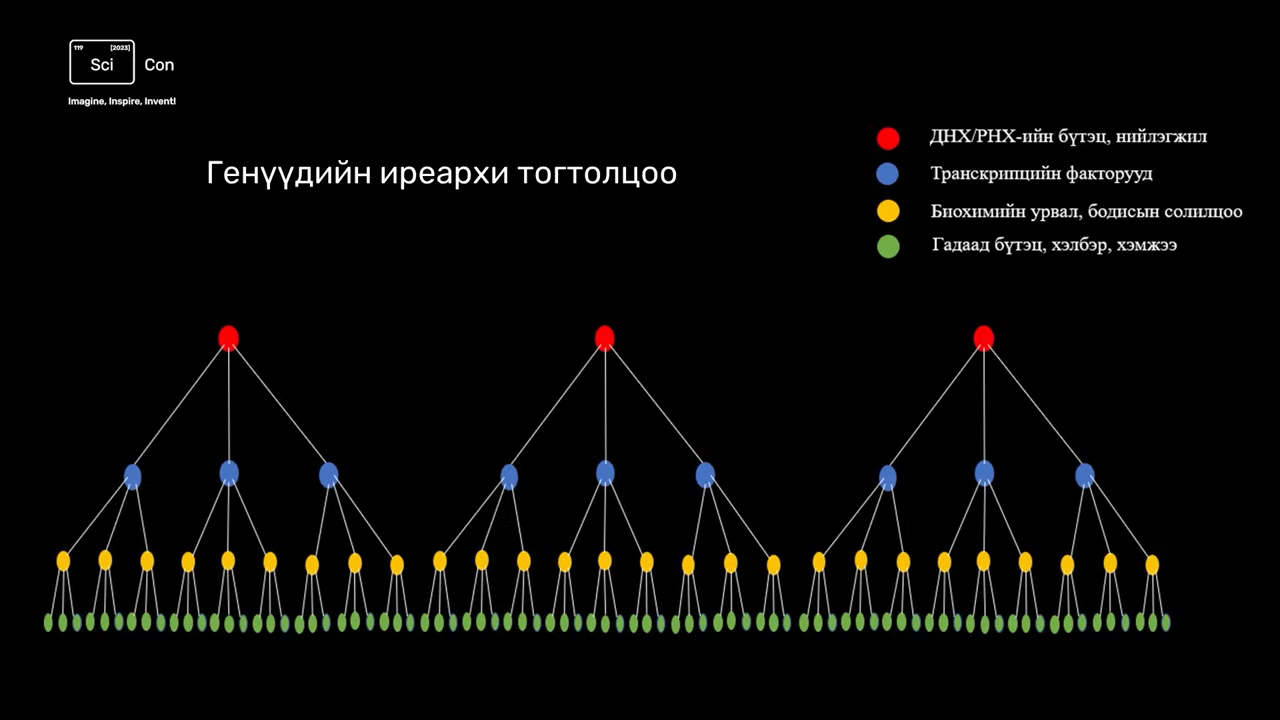 119 [2023]
Sci Con
Imagine, Inspire, Invent!
Генүүдийн иреархи тогтолцоо
ДНХ/РНХ-ийн бүтэц, нийлэгжил
Транскрипцийн факторууд
Биохимийн урвал, бодисын солилцоо
Гадаад бүтэц, хэлбэр, хэмжээ